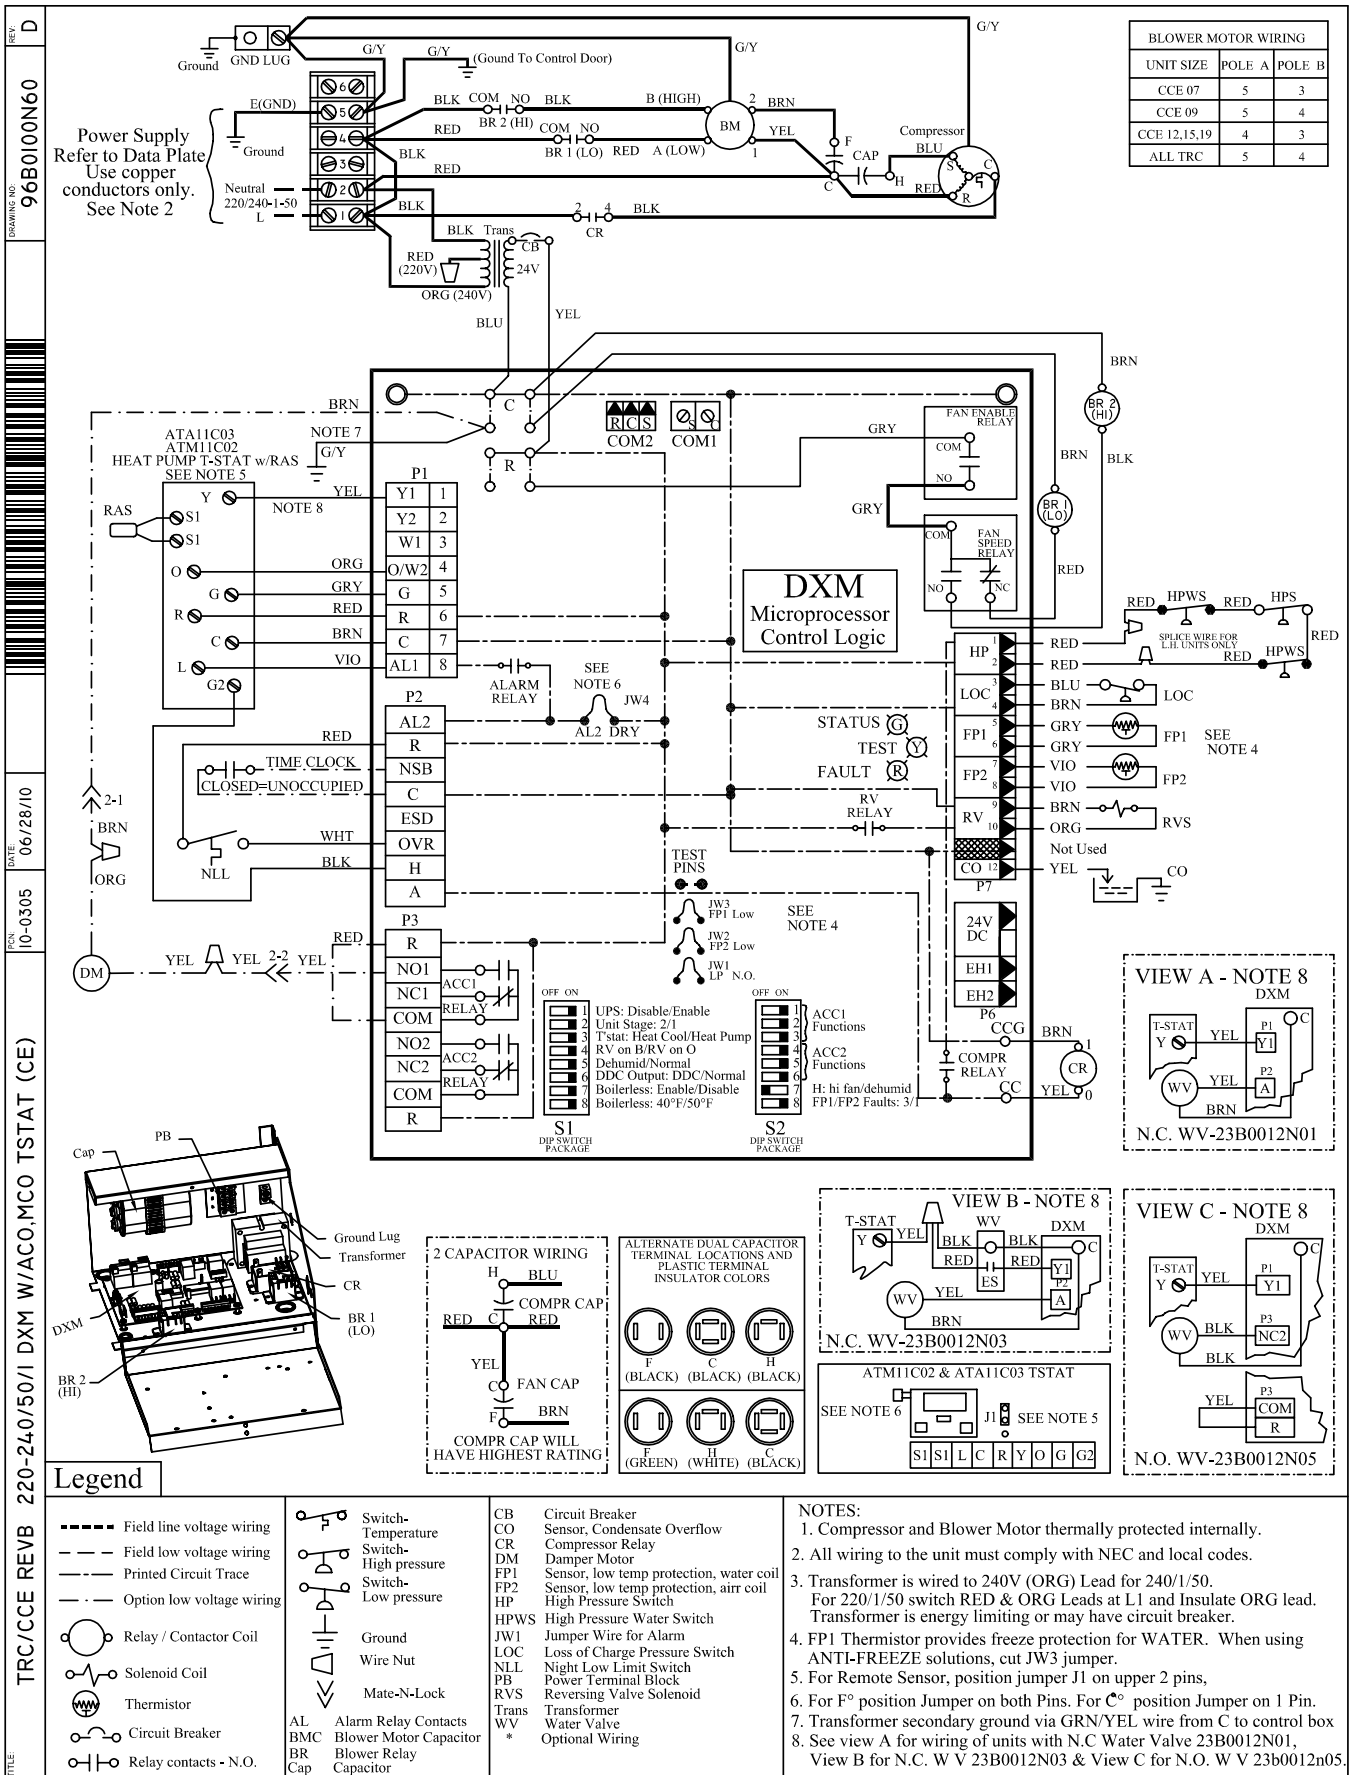 REV: D
DRAWING NO: 96B0100N60
DATE: 06/28/10
PCN: 10-0305
TITLE: TRC/CCE REVB 220-240/50/1 DXM W/ACO,MCO TSTAT (CE)
Ground
GND LUG
G/Y
G/Y
(Gound To Control Door)
G/Y
G/Y
E(GND)
Ground
Power Supply
Refer to Data Plate
Use copper
conductors only.
See Note 2
Neutral
220/240-1-50
L
6
5
4
3
2
1
BLK COM NO BLK B (HIGH)
BR 2 (HI)
RED COM NO
BR 1 (LO) RED A (LOW)
BLK
RED
BM
2
1
BRN
YEL
F
CAP
C
H
Compressor
BLU
RED
S
C
R
BLK
2 4
CR
BLK
BLK Trans
CB
RED
(220V)
24V
ORG (240V)
BLU
YEL
BLOWER MOTOR WIRING
UNIT SIZE POLE A POLE B
CCE 07 5 3
CCE 09 5 4
CCE 12,15,19 4 3
ALL TRC 5 4
BRN
NOTE 7
G/Y
ATA11C03
ATM11C02
HEAT PUMP T-STAT w/RAS
SEE NOTE 5
RAS
Y
S1
S1
O
G
R
C
L
G2
YEL
NOTE 8
ORG
GRY
RED
BRN
VIO
P1
Y1 1
Y2 2
W1 3
O/W2 4
G 5
R 6
C 7
AL1 8
C
R
R C S
COM2
S C
COM1
GRY
FAN ENABLE
RELAY
COM
NO
GRY
COM
FAN
SPEED
RELAY
NO
NC
BRN
BR 2
(HI)
BRN
BLK
BR 1
(LO)
RED
DXM
Microprocessor
Control Logic
ALARM
RELAY
SEE
NOTE 6
JW4
AL2 DRY
P2
AL2
R
NSB
C
ESD
OVR
H
A
RED
TIME CLOCK
CLOSED=UNOCCUPIED
WHT
NLL
BLK
STATUS G
TEST Y
FAULT R
RV
RELAY
HP 1
2
LOC 3
4
FP1 5
6
FP2 7
8
RV 9
10
CO 12
P7
RED
RED HPWS RED HPS
SPLICE WIRE FOR
L.H. UNITS ONLY
RED
RED
RED
HPWS
BLU
BRN
LOC
GRY
GRY
FP1
SEE
NOTE 4
VIO
VIO
FP2
BRN
ORG
RVS
Not Used
YEL
CO
2-1
BRN
ORG
DM
YEL YEL 2-2 YEL
RED
P3
R
NO1
NC1
COM
NO2
NC2
COM
R
ACC1
RELAY
ACC2
RELAY
TEST
PINS
JW3
FP1 Low
JW2
FP2 Low
JW1
LP N.O.
SEE
NOTE 4
24V
DC
EH1
EH2
P6
OFF ON
1 UPS: Disable/Enable
2 Unit Stage: 2/1
3 T'stat: Heat Cool/Heat Pump
4 RV on B/RV on O
5 Dehumid/Normal
6 DDC Output: DDC/Normal
7 Boilerless: Enable/Disable
8 Boilerless: 40°F/50°F
S1
DIP SWITCH
PACKAGE
OFF ON
1
2
3
4
5
6
7
8
ACC1
Functions
ACC2
Functions
H: hi fan/dehumid
FP1/FP2 Faults: 3/1
S2
DIP SWITCH
PACKAGE
COMPR
RELAY
CCG
CC
BRN
1
CR
YEL
0
VIEW A - NOTE 8
DXM
T-STAT
Y
YEL
P1
Y1
C
WV
YEL
P2
A
BRN
N.C. WV-23B0012N01
PB
Cap
Ground Lug
Transformer
CR
BR 1
(LO)
DXM
BR 2
(HI)
2 CAPACITOR WIRING
H
BLU
COMPR CAP
RED C RED
YEL
C FAN CAP
F
BRN
COMPR CAP WILL
HAVE HIGHEST RATING
ALTERNATE DUAL CAPACITOR
TERMINAL LOCATIONS AND
PLASTIC TERMINAL
INSULATOR COLORS
F C H
(BLACK) (BLACK) (BLACK)
F H C
(GREEN) (WHITE) (BLACK)
VIEW B - NOTE 8
T-STAT
Y
YEL
WV
BLK
BLK
DXM
C
RED
ES
RED
Y1
P2
A
WV
YEL
BRN
N.C. WV-23B0012N03
ATM11C02 & ATA11C03 TSTAT
SEE NOTE 6
J1
SEE NOTE 5
S1 S1 L C R Y O G G2
VIEW C - NOTE 8
DXM
T-STAT
Y
YEL
P1
Y1
C
WV
BLK
P3
NC2
BLK
YEL
P3
COM
R
N.O. WV-23B0012N05
Legend
Field line voltage wiring
Field low voltage wiring
Printed Circuit Trace
Option low voltage wiring
Relay / Contactor Coil
Solenoid Coil
Thermistor
Circuit Breaker
Relay contacts - N.O.
Switch-
Temperature
Switch-
High pressure
Switch-
Low pressure
Ground
Wire Nut
Mate-N-Lock
AL Alarm Relay Contacts
BMC Blower Motor Capacitor
BR Blower Relay
Cap Capacitor
CB Circuit Breaker
CO Sensor, Condensate Overflow
CR Compressor Relay
DM Damper Motor
FP1 Sensor, low temp protection, water coil
FP2 Sensor, low temp protection, airr coil
HP High Pressure Switch
HPWS High Pressure Water Switch
JW1 Jumper Wire for Alarm
LOC Loss of Charge Pressure Switch
NLL Night Low Limit Switch
PB Power Terminal Block
RVS Reversing Valve Solenoid
Trans Transformer
WV Water Valve
* Optional Wiring
NOTES:
1. Compressor and Blower Motor thermally protected internally.
2. All wiring to the unit must comply with NEC and local codes.
3. Transformer is wired to 240V (ORG) Lead for 240/1/50.
For 220/1/50 switch RED & ORG Leads at L1 and Insulate ORG lead.
Transformer is energy limiting or may have circuit breaker.
4. FP1 Thermistor provides freeze protection for WATER. When using
ANTI-FREEZE solutions, cut JW3 jumper.
5. For Remote Sensor, position jumper J1 on upper 2 pins,
6. For F° position Jumper on both Pins. For C° position Jumper on 1 Pin.
7. Transformer secondary ground via GRN/YEL wire from C to control box
8. See view A for wiring of units with N.C Water Valve 23B0012N01,
View B for N.C. W V 23B0012N03 & View C for N.O. W V 23b0012n05.